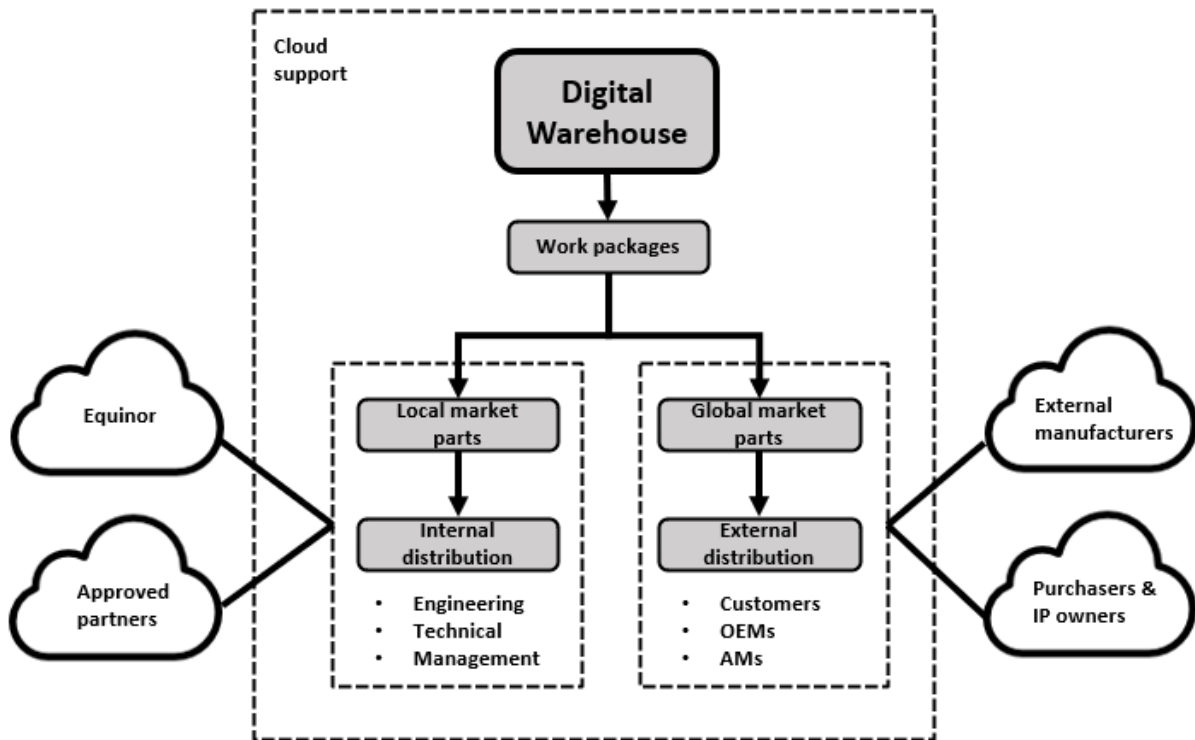 Cloud
support
Digital
Warehouse
Work packages
Local market
parts
Global market
parts
Equinor
External
manufacturers
Internal
distribution
External
distribution
Approved
partners
Purchasers &
IP owners
• Engineering
• Technical
• Management
• Customers
• OEMs
• AMs